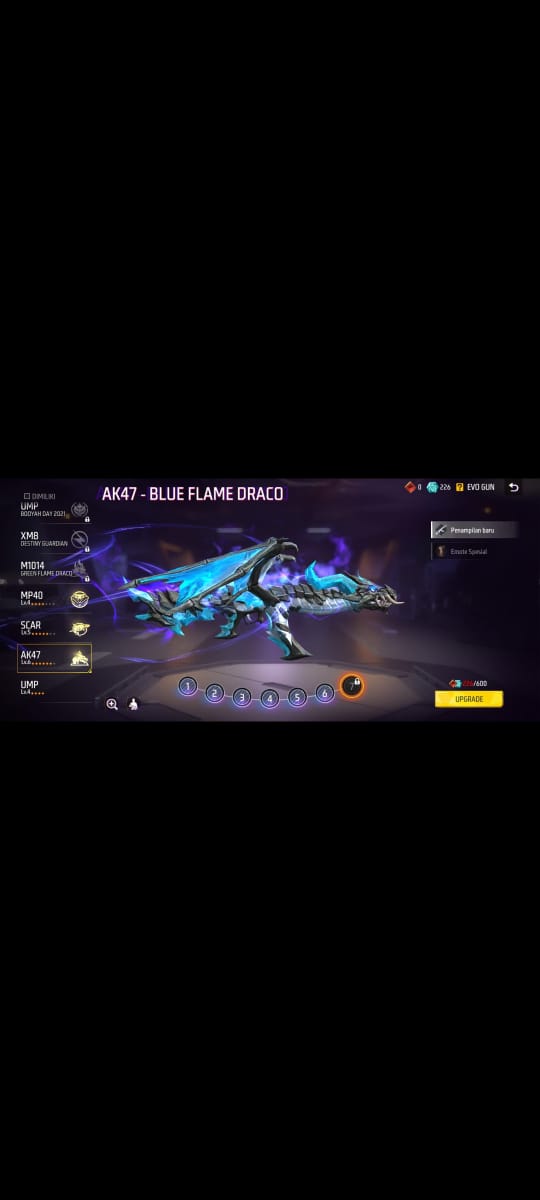 DIMILIKI
AK47 - BLUE FLAME DRACO
0
226
EVO GUN
UMP
BOOYAH DAY 2021
XM8
DESTINY GUARDIAN
M1014
GREEN FLAME DRACO
MP40
Lv.4
SCAR
Lv.5
AK47
Lv.6
UMP
Lv.4
Penampilan baru
Emote Spesial
1
2
3
4
5
6
7
226/600
UPGRADE